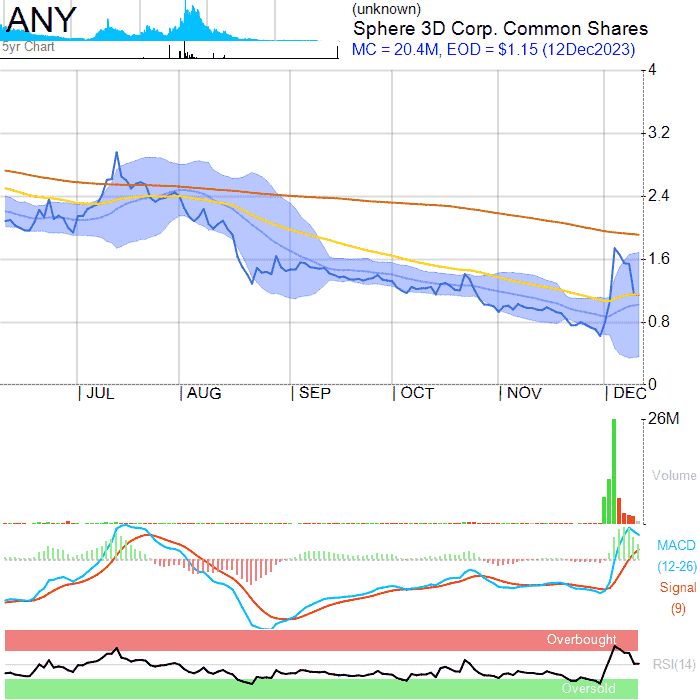 ANY
5yr Chart
(unknown)
Sphere 3D Corp. Common Shares
MC = 20.4M, EOD = $1.15 (12Dec2023)
4
3.2
2.4
1.6
0.8
0
JUL AUG SEP OCT NOV DEC
26M
Volume
MACD
(12-26)
Signal
(9)
Overbought
RSI(14)
Oversold